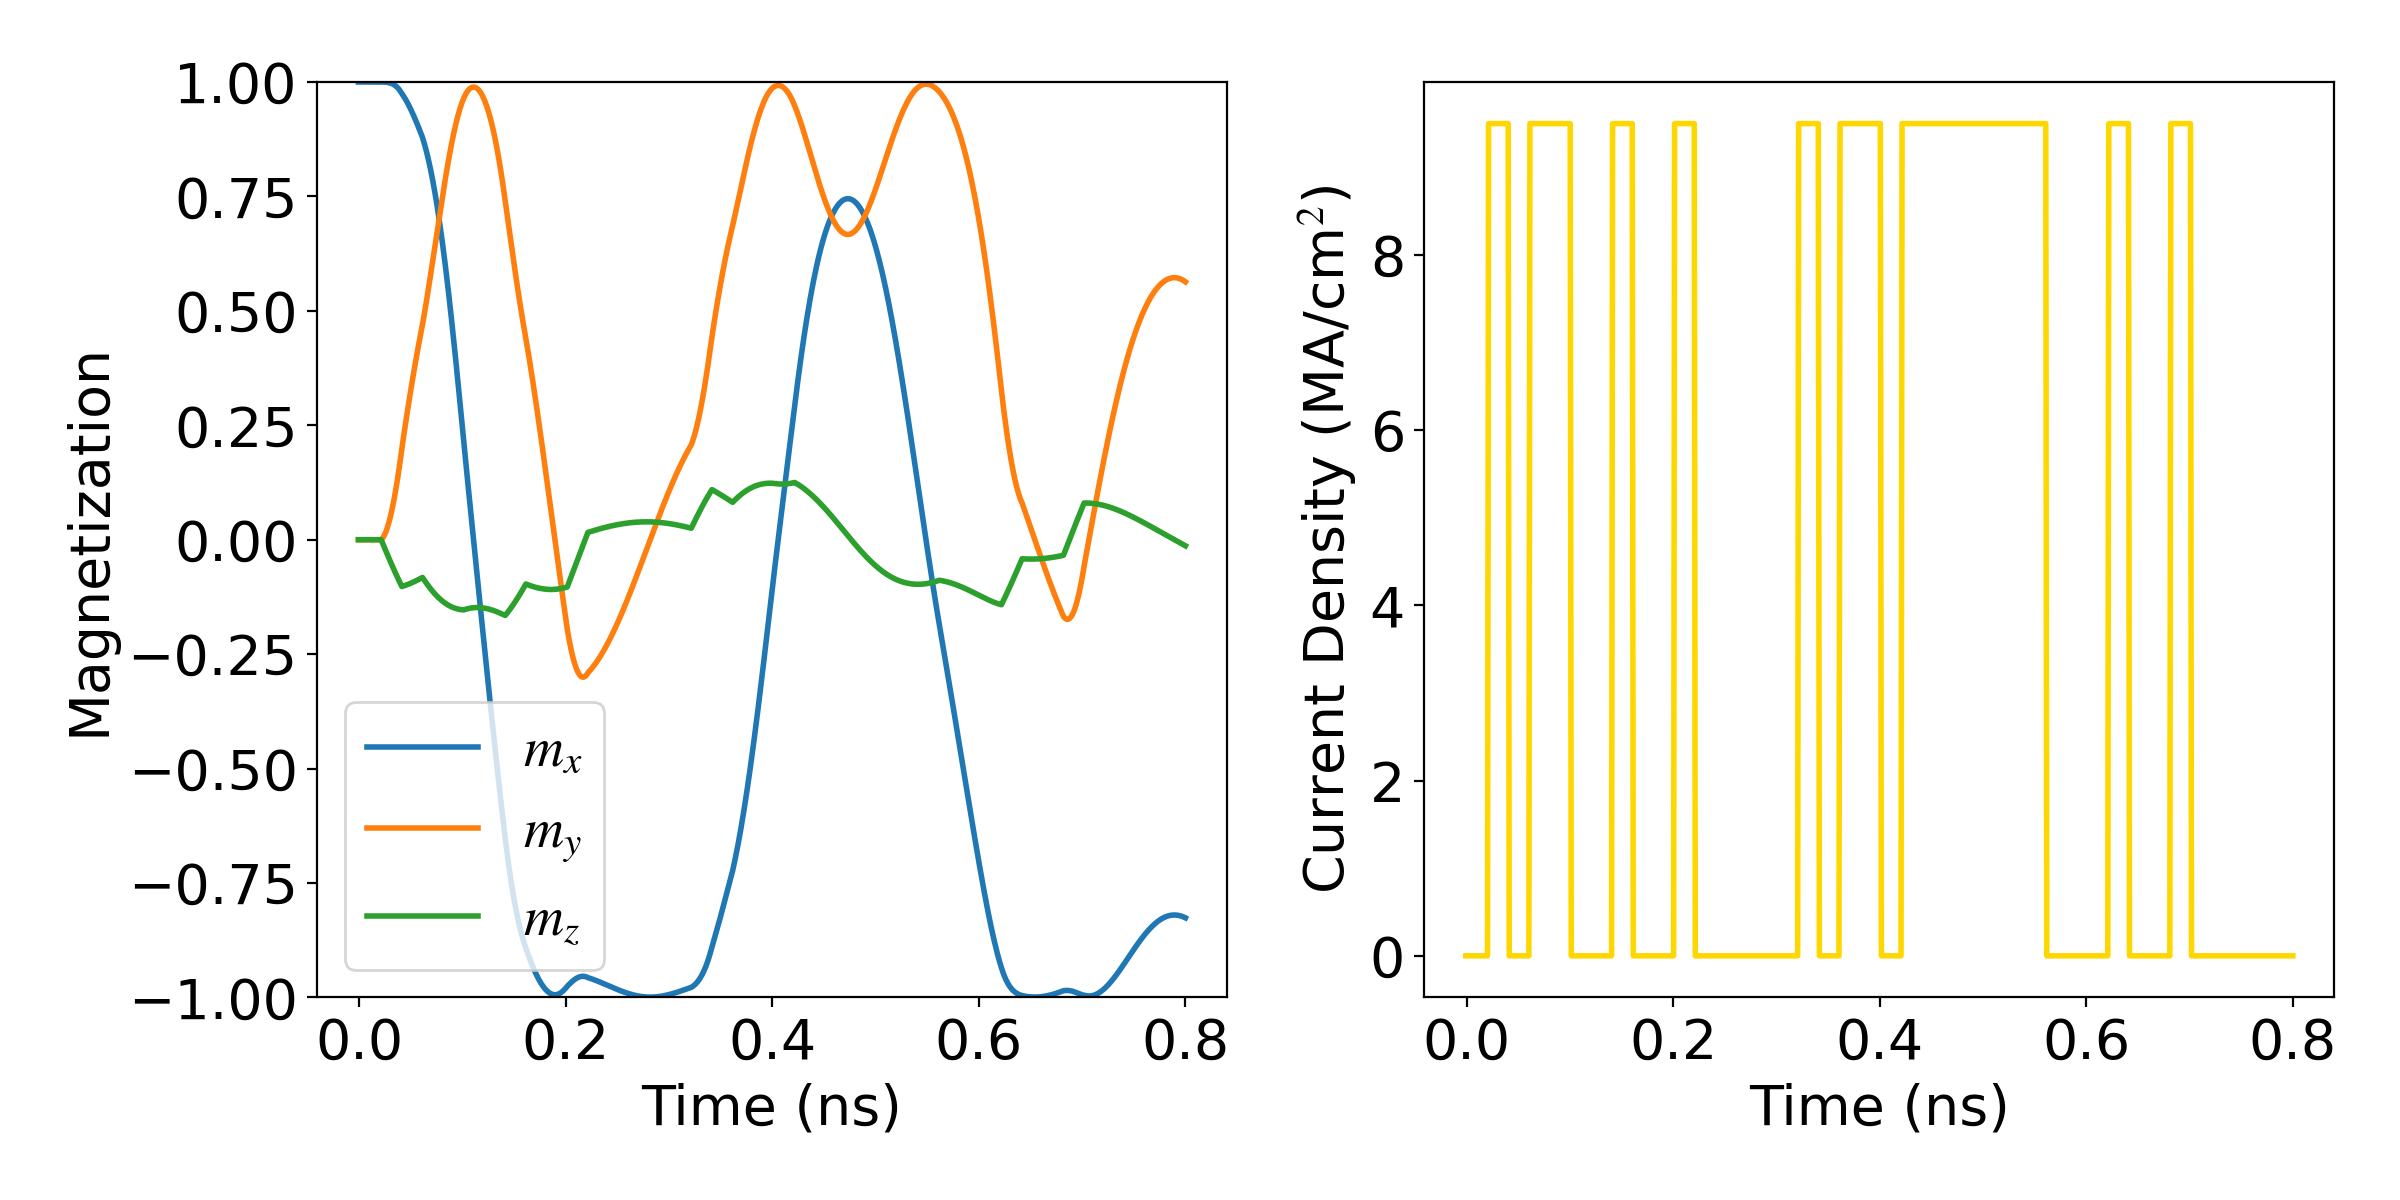 Magnetization
1.00
0.75
0.50
0.25
0.00
−0.25
−0.50
−0.75
−1.00
m_x
m_y
m_z
0.0 0.2 0.4 0.6 0.8
Time (ns)
Current Density (MA/cm²)
8
6
4
2
0
0.0 0.2 0.4 0.6 0.8
Time (ns)